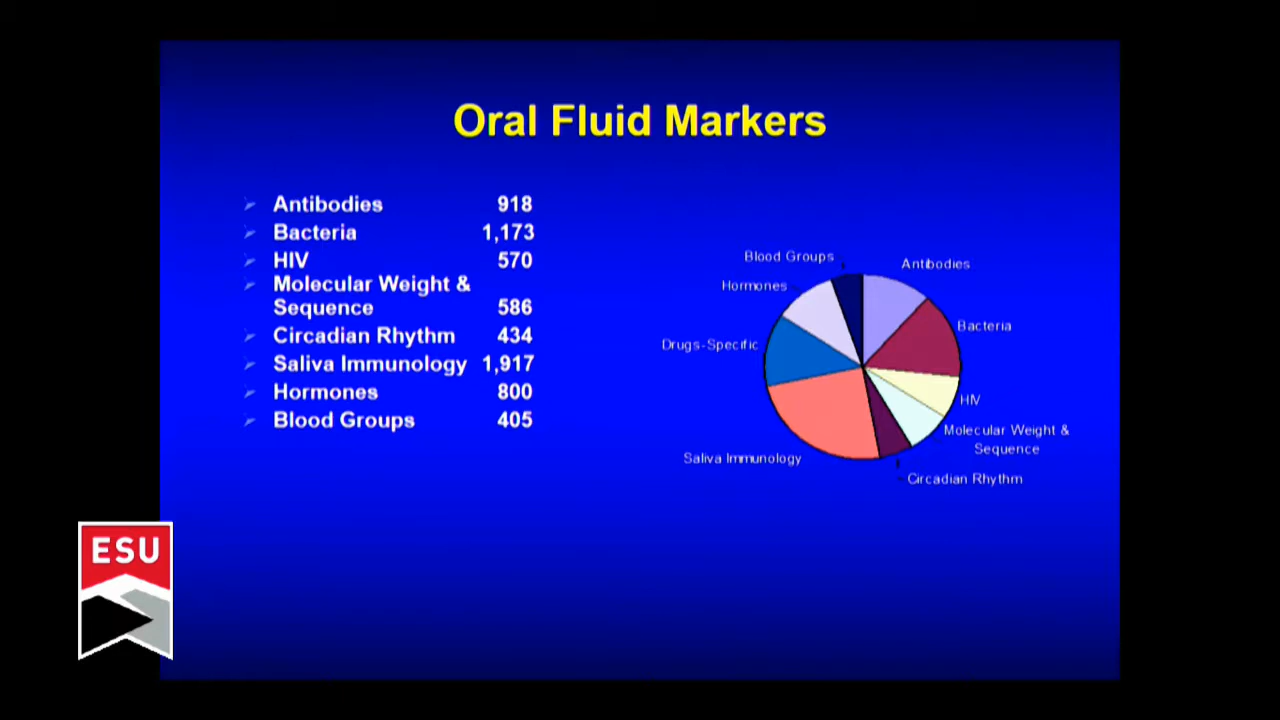 Oral Fluid Markers
Antibodies 918
Bacteria 1,173
HIV 570
Molecular Weight &
Sequence 586
Circadian Rhythm 434
Saliva Immunology 1,917
Hormones 800
Blood Groups 405
Blood Groups
Antibodies
Hormones
Bacteria
Drugs-Specific
HIV
Molecular Weight &
Sequence
Saliva Immunology
Circadian Rhythm
ESU